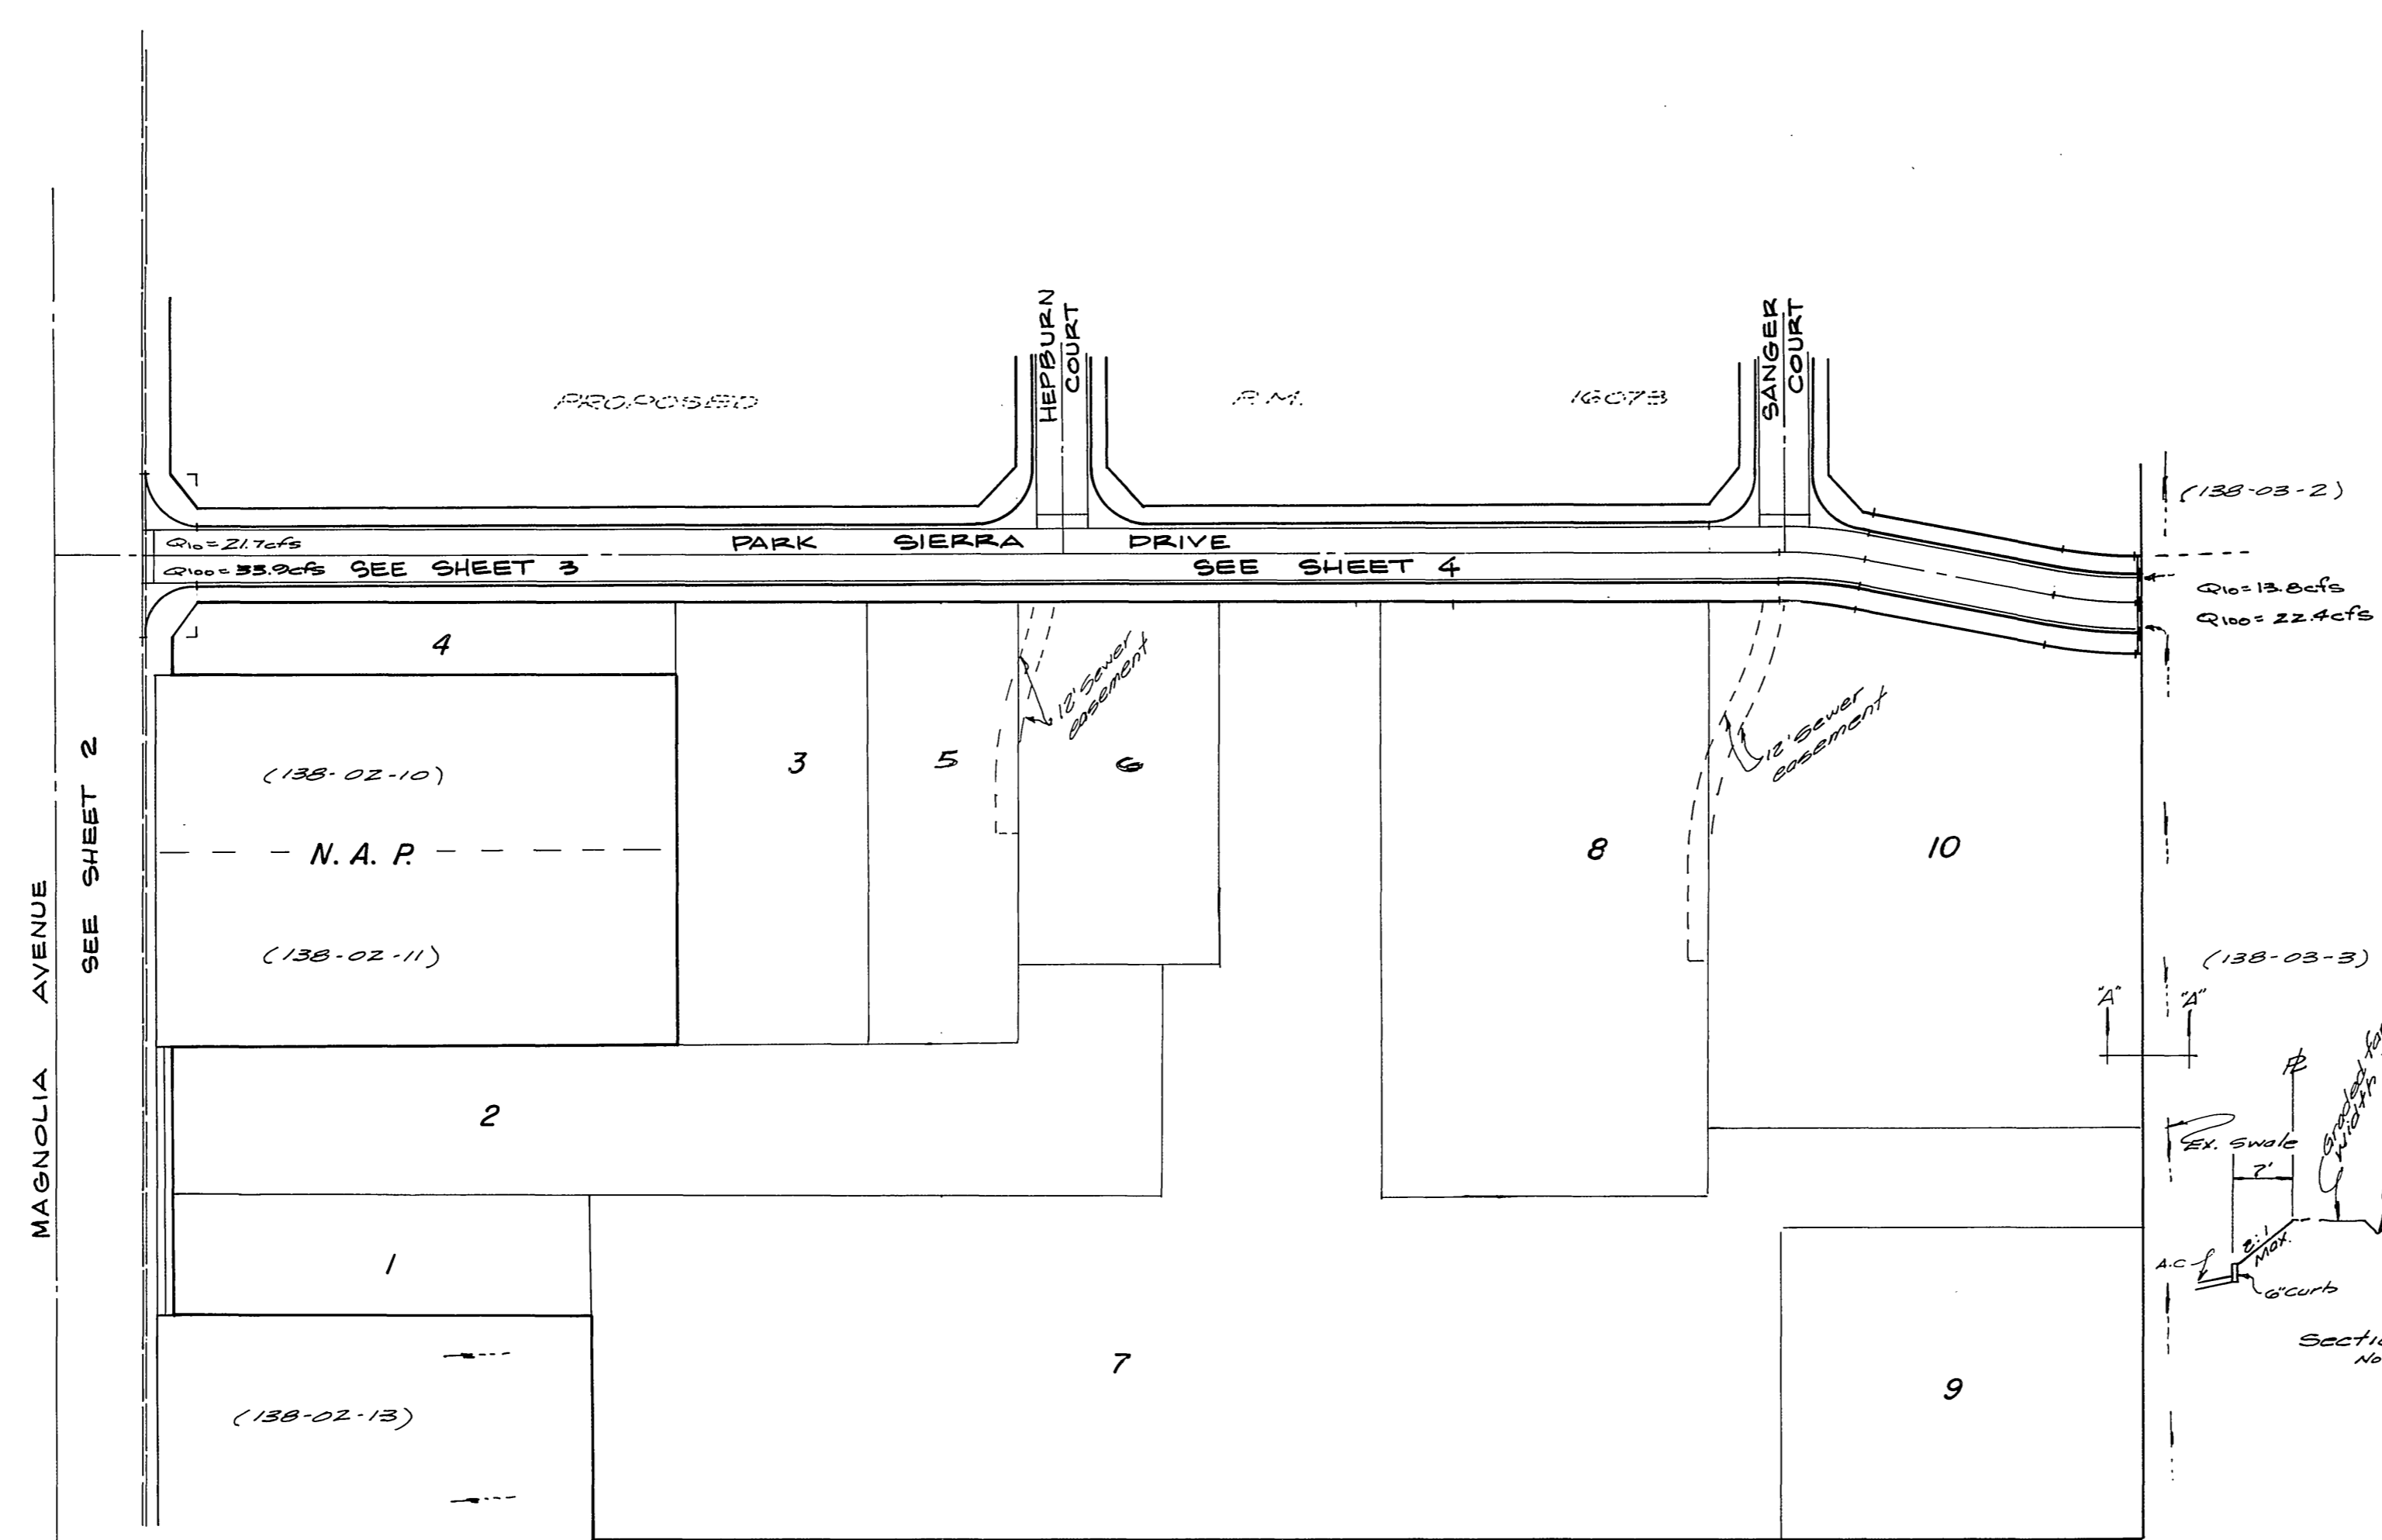 HEPBURN
COURT
SANGER
COURT
PROPOSED
P.M.
16073
(138-03-2)
Q10=21.7cfs
PARK SIERRA DRIVE
Q100=33.9cfs
SEE SHEET 3
SEE SHEET 4
Q10=13.8cfs
Q100=22.4cfs
4
12' Sewer
easement
12' Sewer
easement
SEE SHEET 2
MAGNOLIA AVENUE
(138-02-10)
3
5
6
N. A. P.
8
10
(138-02-11)
(138-03-3)
"A"
"A"
Graded
width
2
Ex. Swale
7'
2:1
Max.
1
A.C.
6"Curb
7
9
(138-02-13)